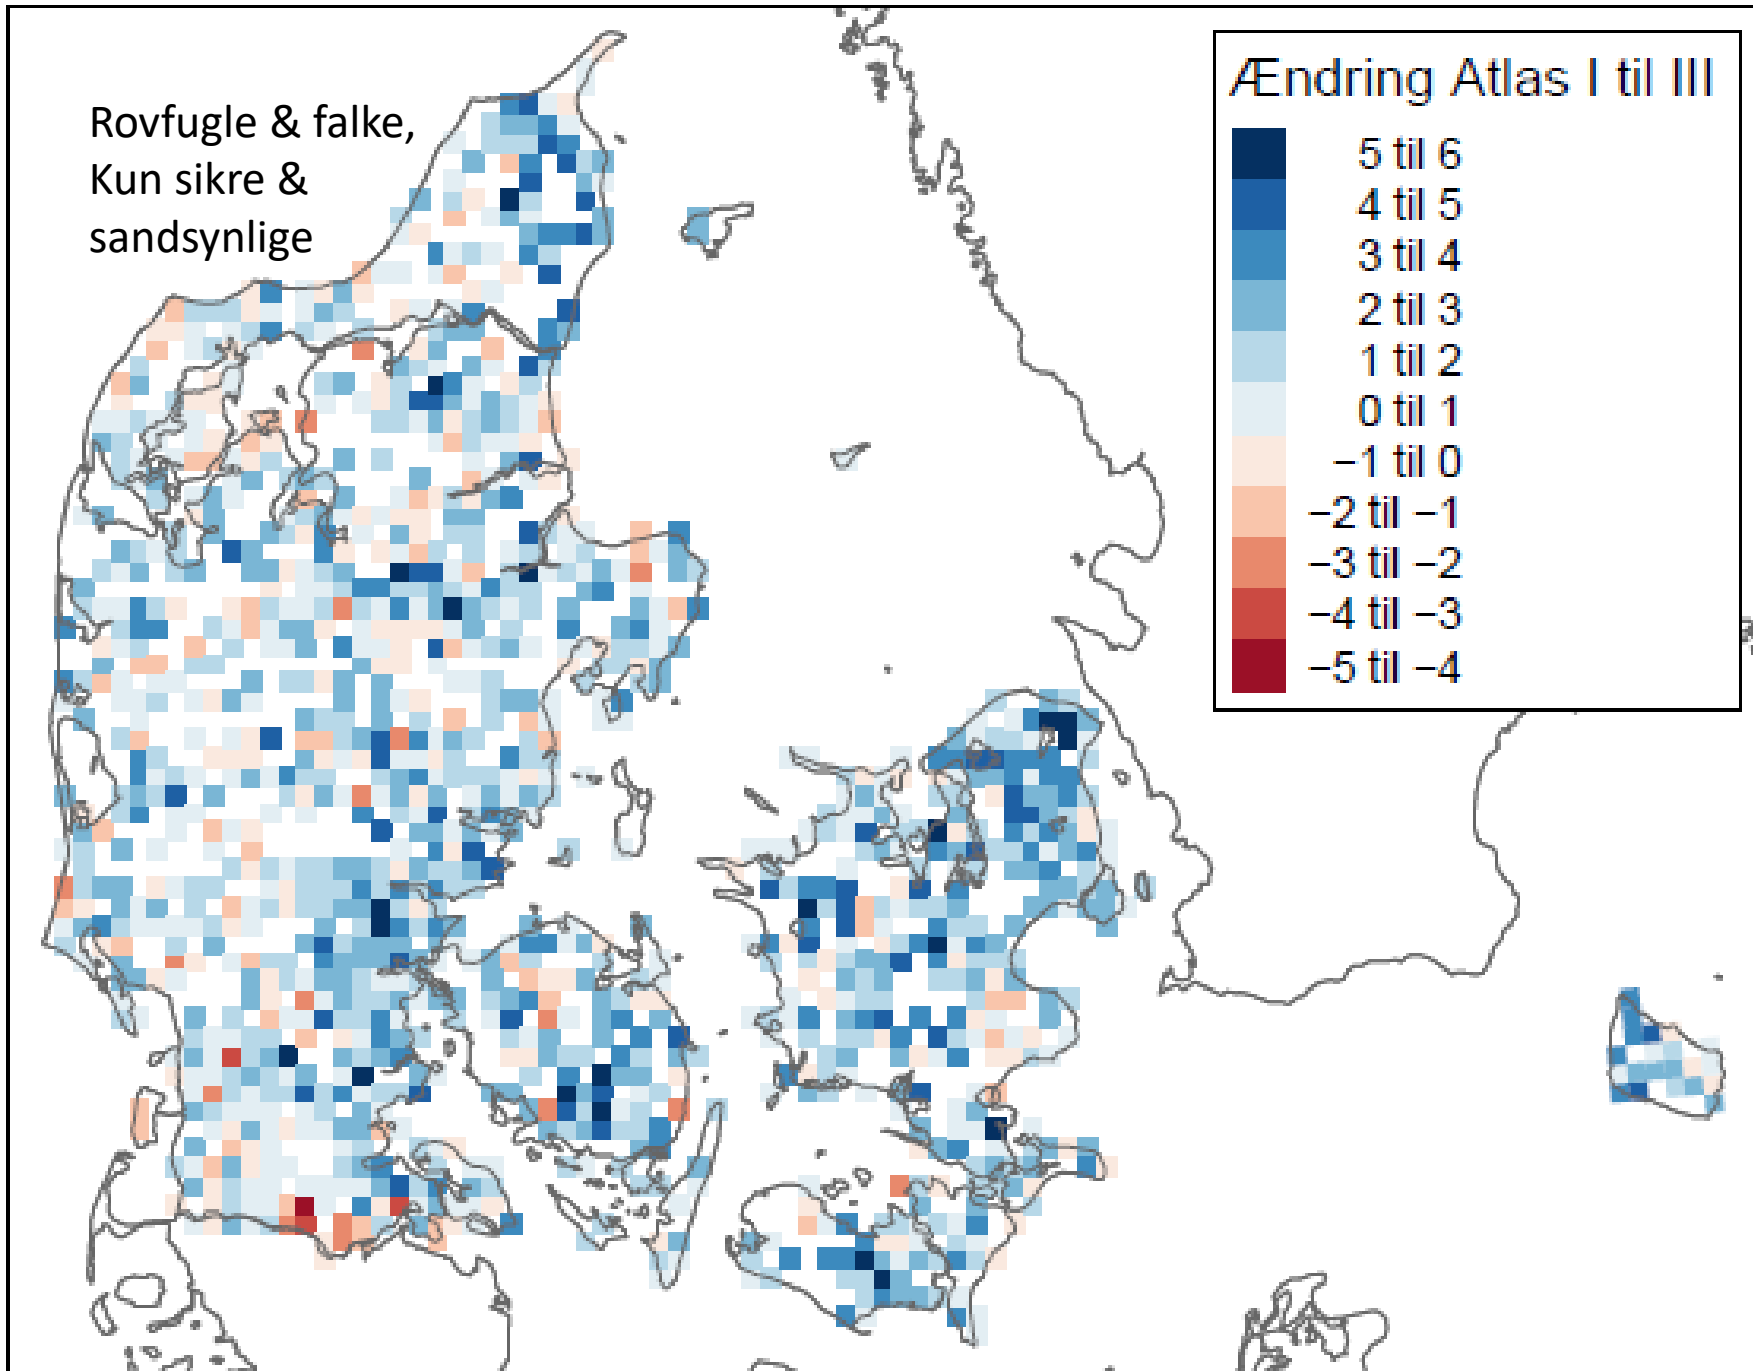 Rovfugle & falke,
Kun sikre &
sandsynlige
Ændring Atlas I til III
5 til 6
4 til 5
3 til 4
2 til 3
1 til 2
0 til 1
−1 til 0
−2 til −1
−3 til −2
−4 til −3
−5 til −4